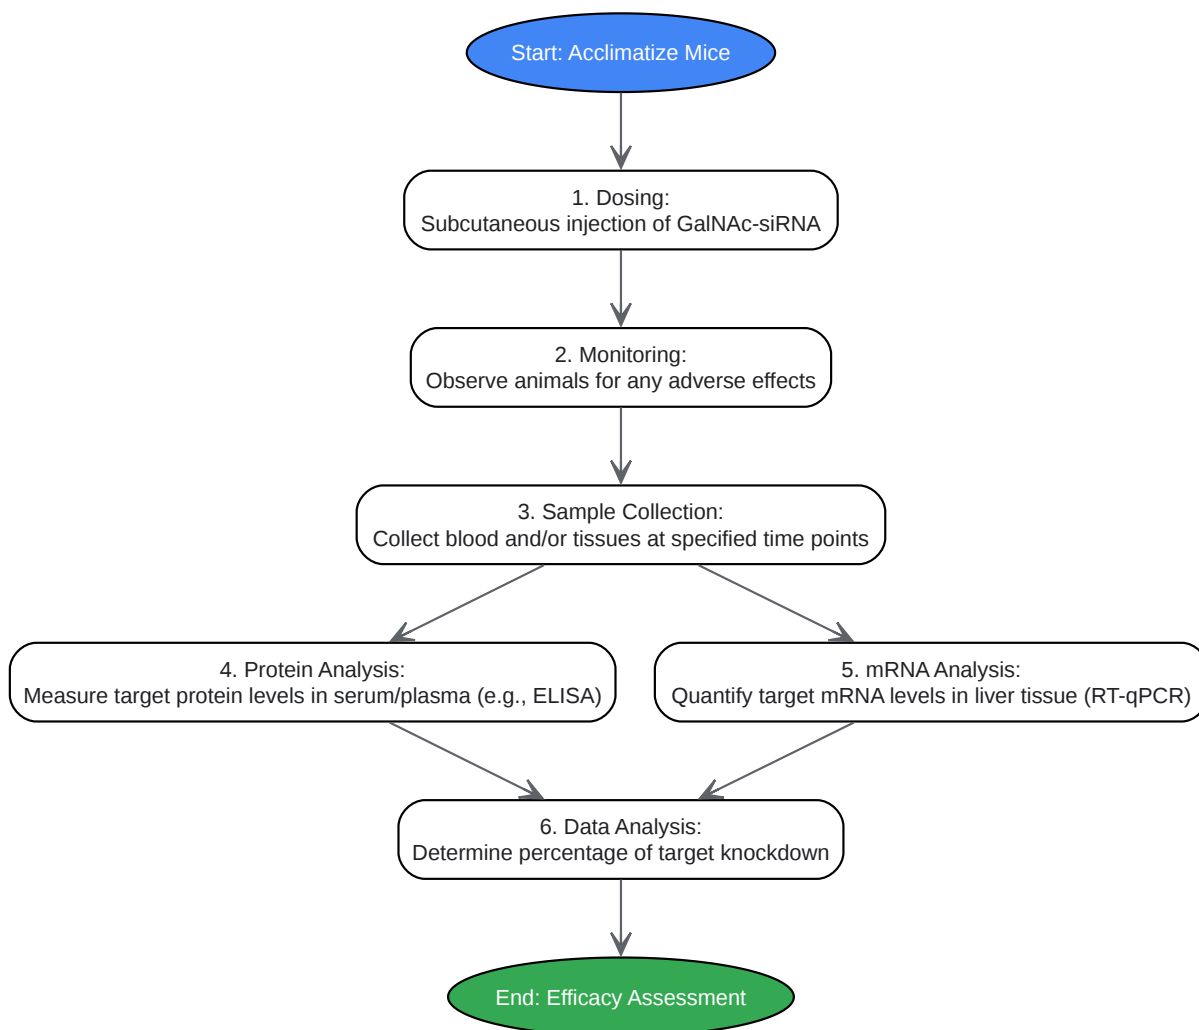 Start: Acclimatize Mice
1. Dosing:
Subcutaneous injection of GalNAc-siRNA
2. Monitoring:
Observe animals for any adverse effects
3. Sample Collection:
Collect blood and/or tissues at specified time points
4. Protein Analysis:
Measure target protein levels in serum/plasma (e.g., ELISA)
5. mRNA Analysis:
Quantify target mRNA levels in liver tissue (RT-qPCR)
6. Data Analysis:
Determine percentage of target knockdown
End: Efficacy Assessment